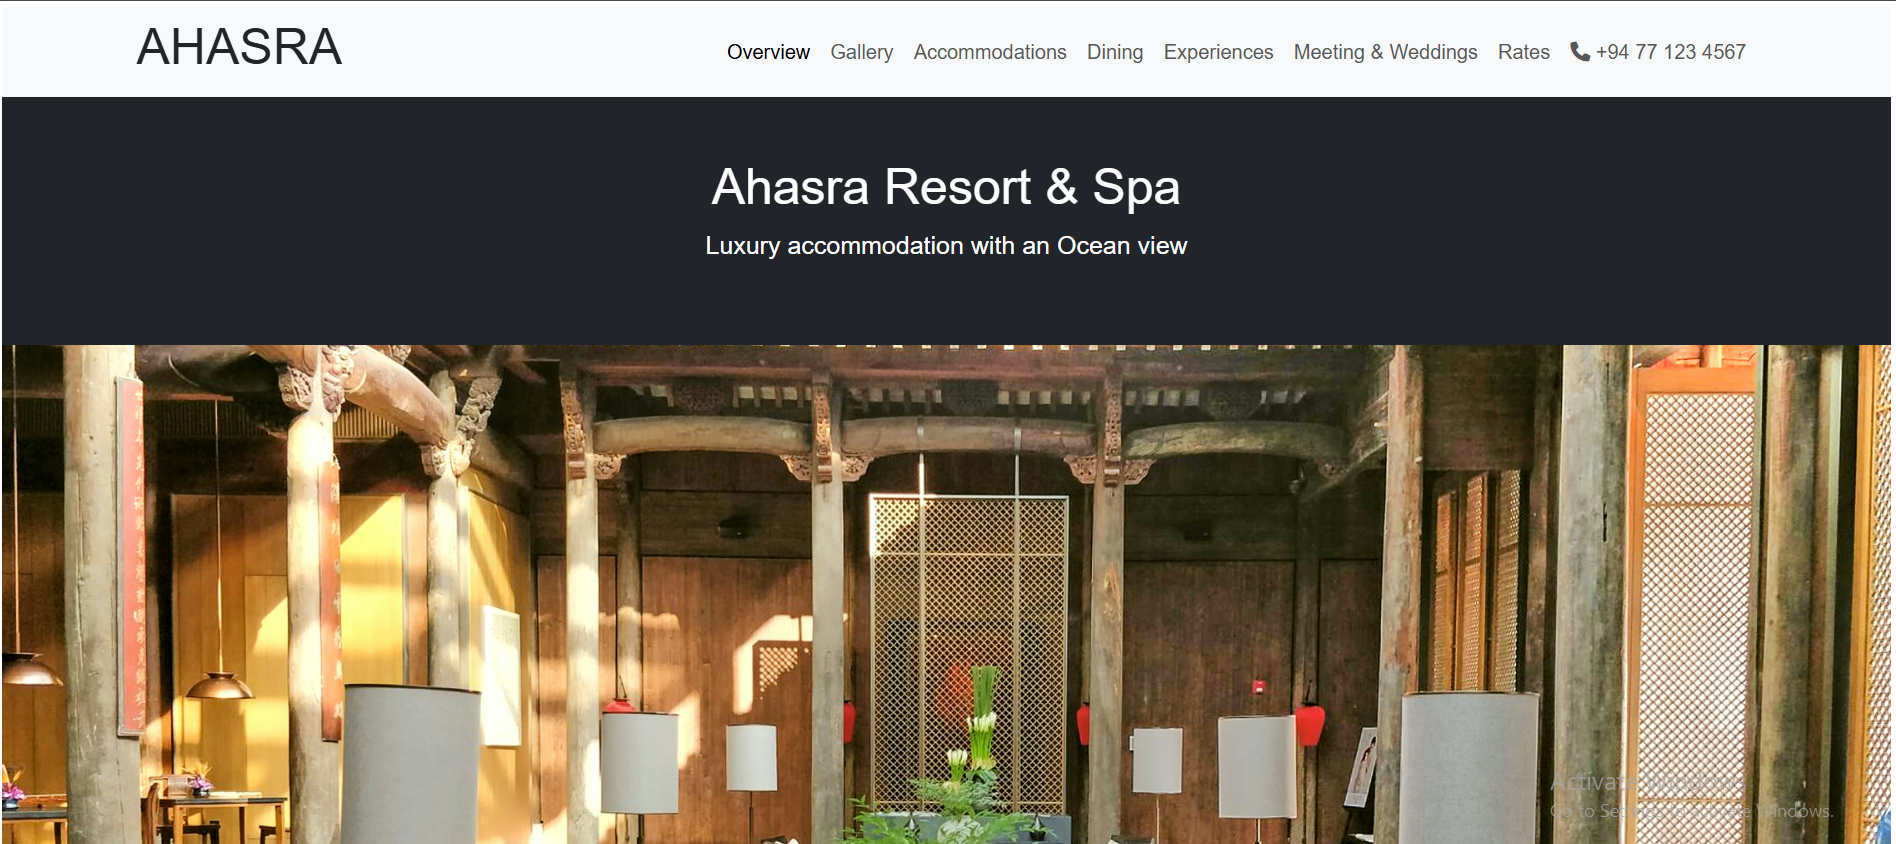 AHASRA
Overview Gallery Accommodations Dining Experiences Meeting & Weddings Rates +94 77 123 4567
Ahasra Resort & Spa
Luxury accommodation with an Ocean view
Activate Windows
Go to Settings to activate Windows.